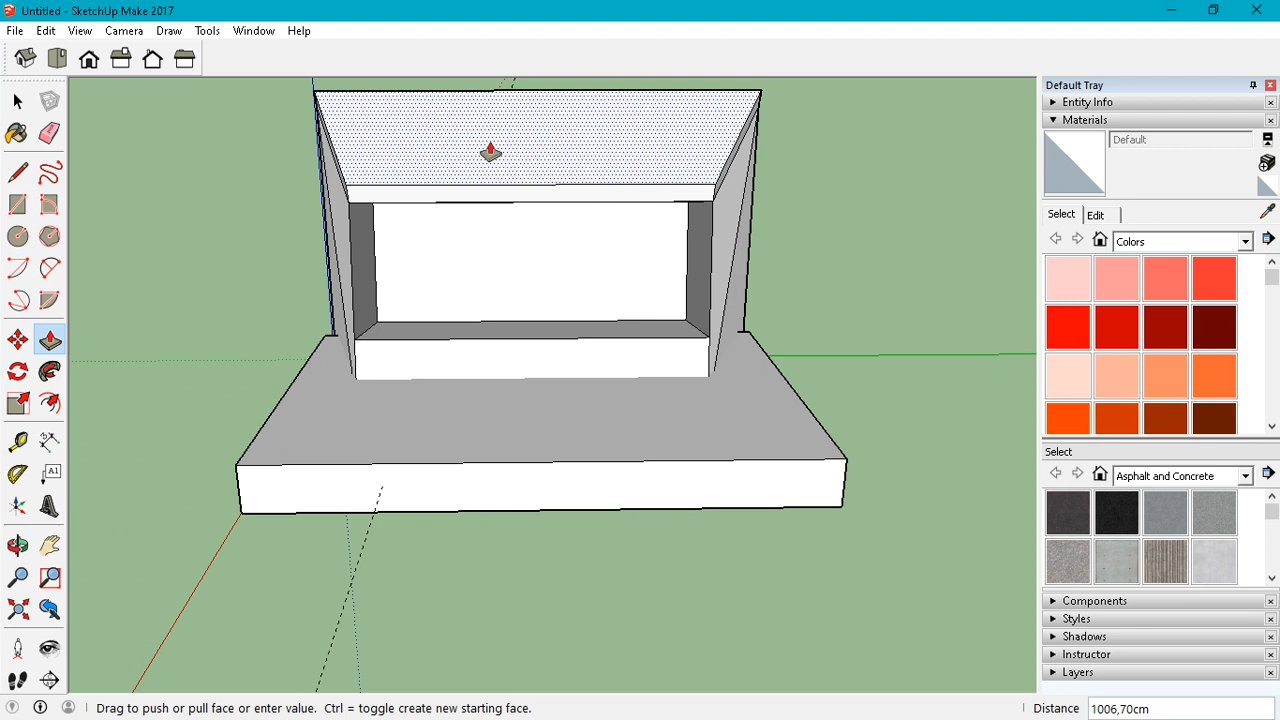 Untitled - SketchUp Make 2017
File Edit View Camera Draw Tools Window Help
Default Tray
Entity Info
Materials
Default
Select Edit
Colors
Select
Asphalt and Concrete
Components
Styles
Shadows
Instructor
Layers
A1
Drag to push or pull face or enter value. Ctrl = toggle create new starting face.
Distance 1006,70cm